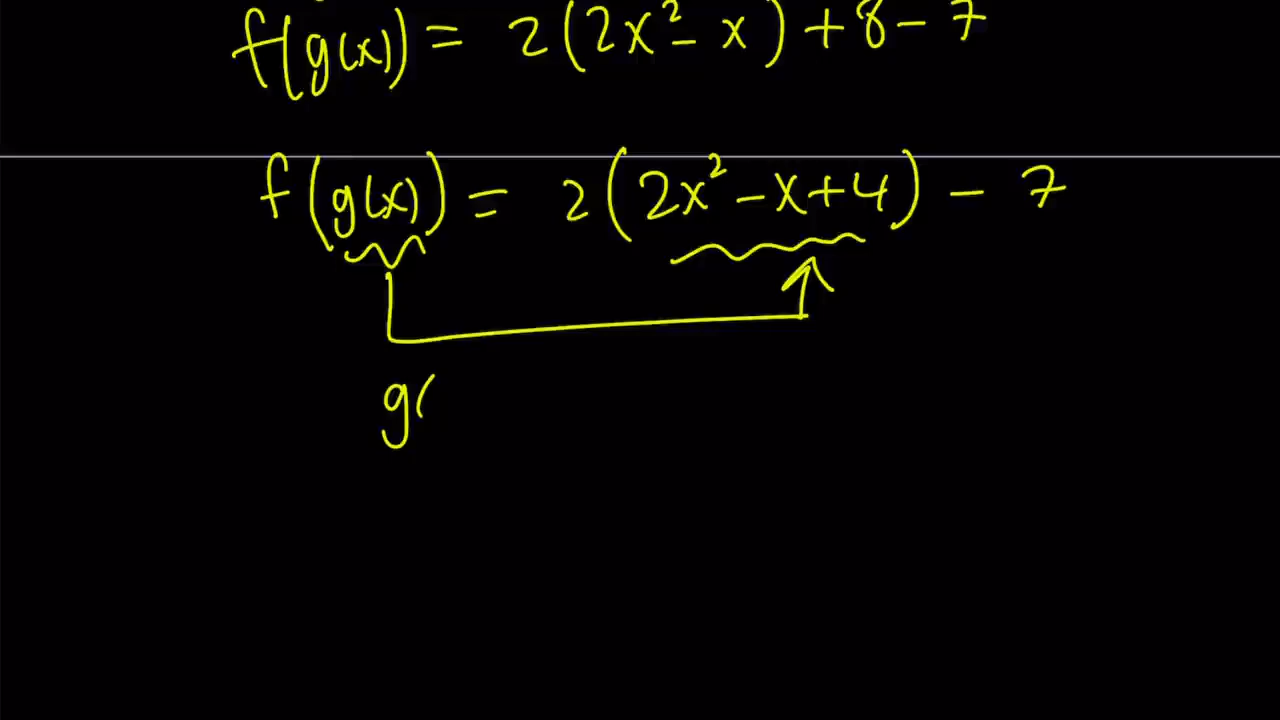 f(g(x)) = 2(2x² - x) + 8 - 7
f(g(x)) = 2(2x² - x + 4) - 7
g(